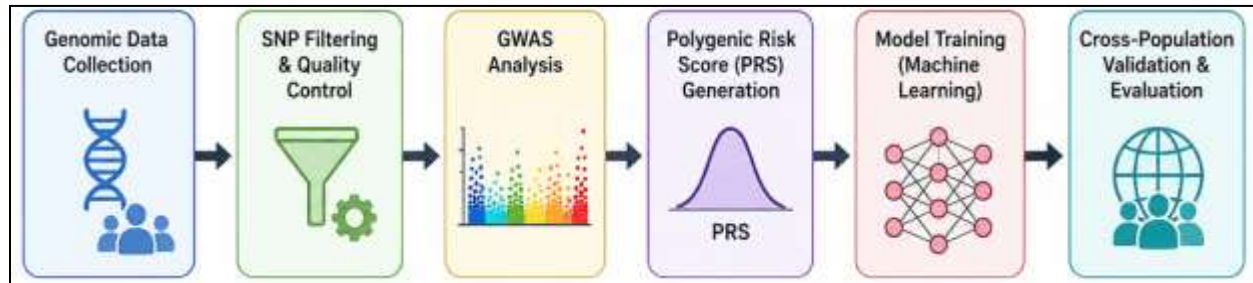 Genomic Data
Collection
SNP Filtering
& Quality
Control
GWAS
Analysis
Polygenic Risk
Score (PRS)
Generation
PRS
Model Training
(Machine
Learning)
Cross-Population
Validation &
Evaluation